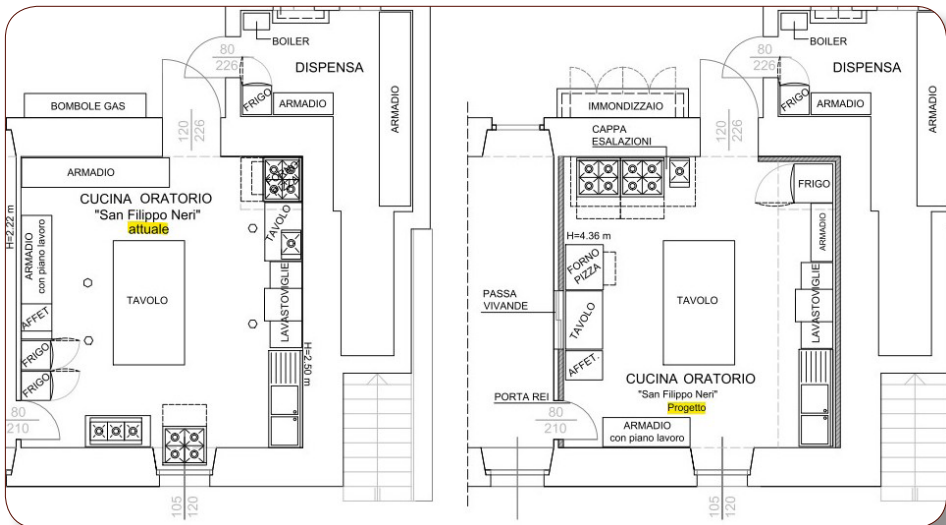 BOILER
80
226
DISPENSA
FRIGO
ARMADIO
ARMADIO
BOMBOLE GAS
120
226
ARMADIO
CUCINA ORATORIO
"San Filippo Neri"
attuale
H=2.22 m
TAVOLO
ARMADIO
con piano lavoro
TAVOLO
LAVASTOVIGLIE
AFFET
FRIGO
FRIGO
H=2.50 m
80
210
105
120
BOILER
80
226
DISPENSA
FRIGO
ARMADIO
ARMADIO
IMMONDIZZAIO
CAPPA
ESALAZIONI
120
226
FRIGO
H=4.36 m
ARMADIO
FORNO
PIZZA
PASSA
VIVANDE
TAVOLO
TAVOLO
LAVASTOVIGLIE
AFFET.
CUCINA ORATORIO
"San Filippo Neri"
Progetto
PORTA REI
80
210
ARMADIO
con piano lavoro
105
120